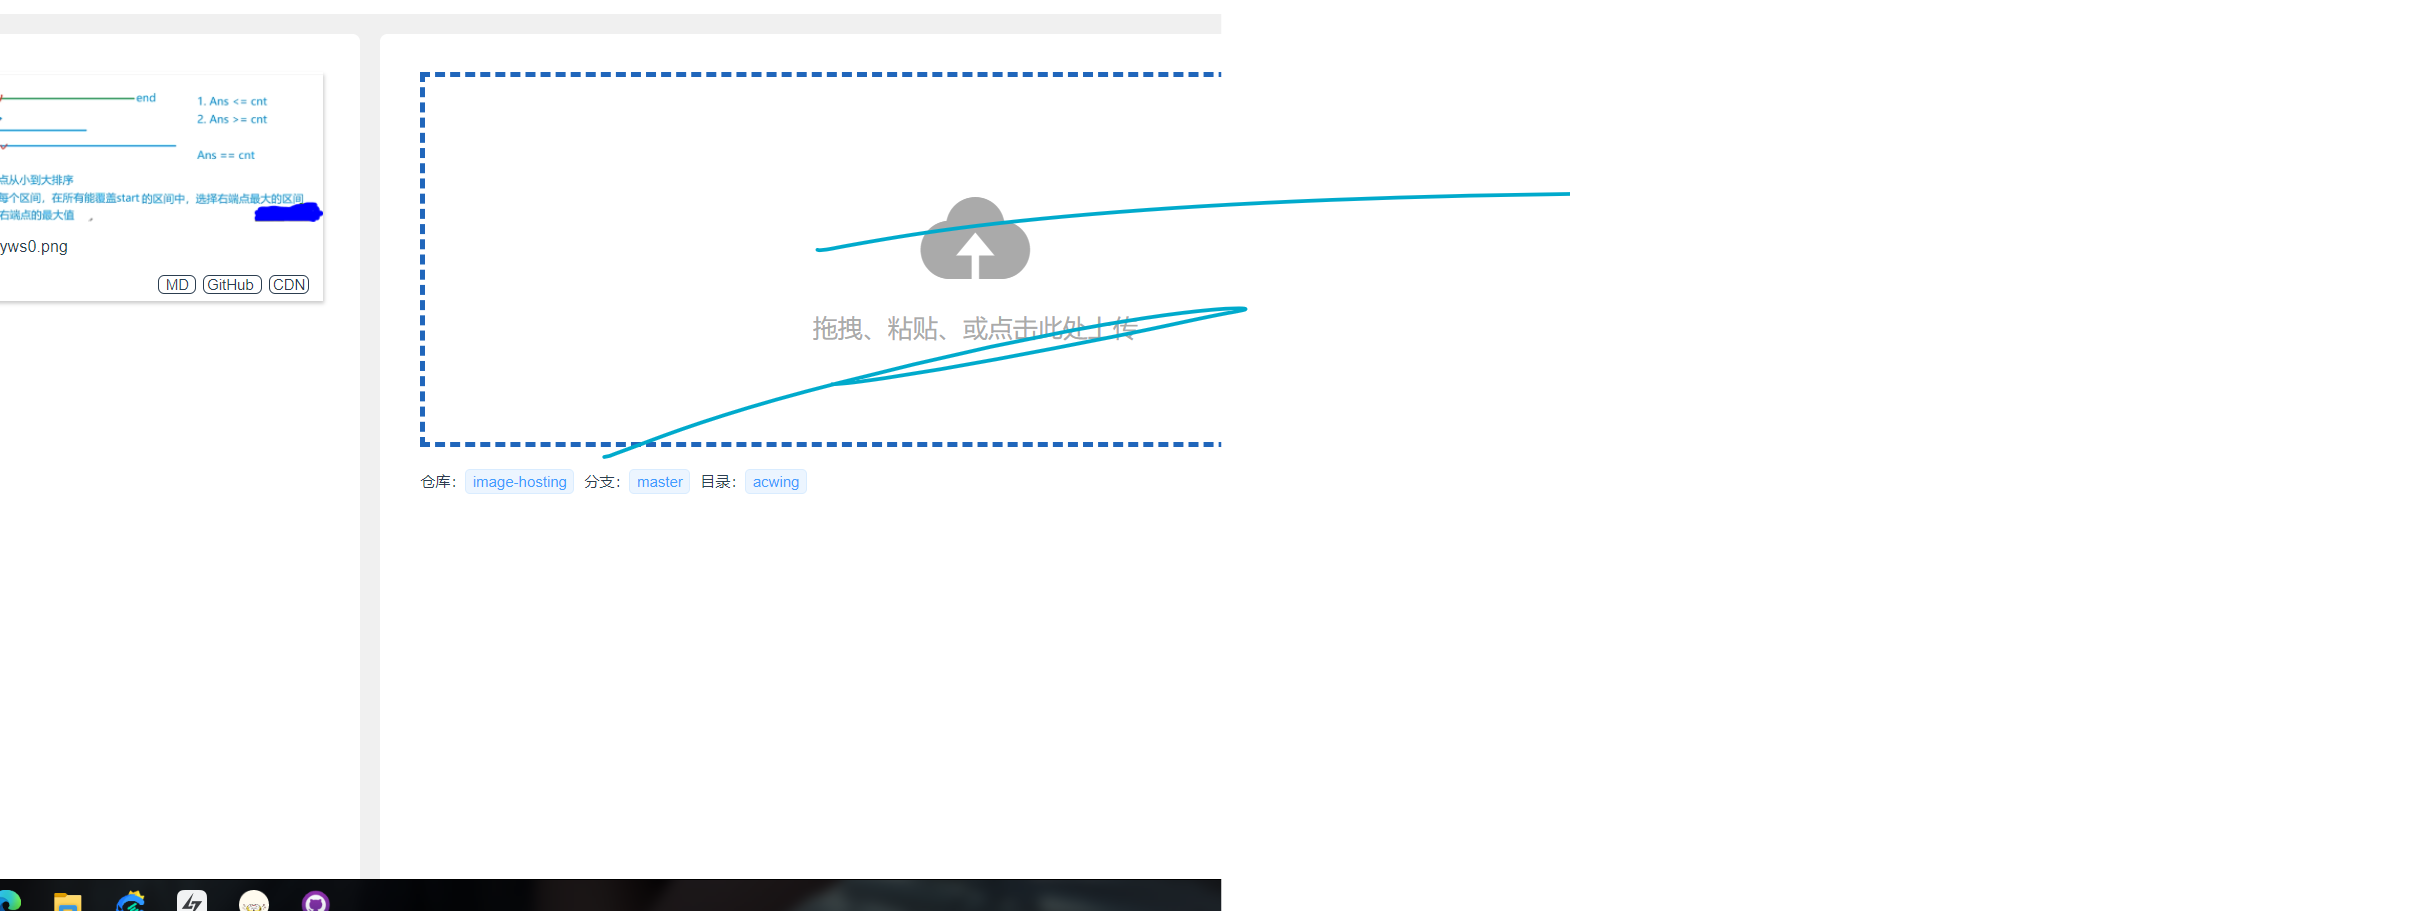 end
1. Ans <= cnt
2. Ans >= cnt
Ans == cnt
点从小到大排序
每个区间，在所有能覆盖start的区间中，选择右端点最大的区间
右端点的最大值
yws0.png
MD GitHub CDN
拖拽、粘贴、或点击此处上传
仓库： image-hosting 分支： master 目录： acwing